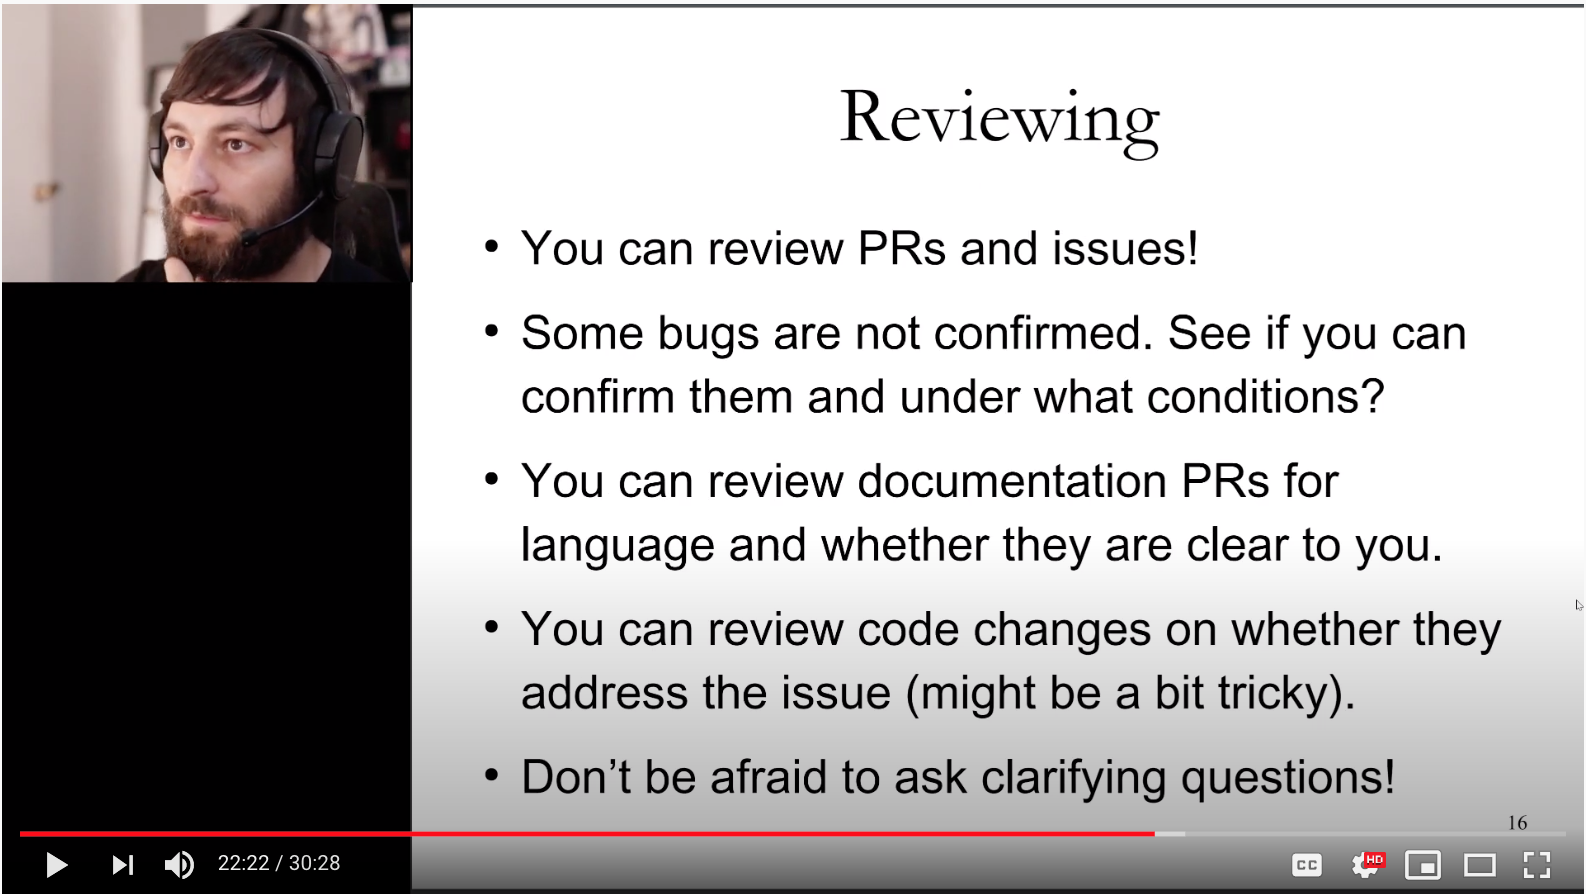 Reviewing
• You can review PRs and issues!
• Some bugs are not confirmed. See if you can
confirm them and under what conditions?
• You can review documentation PRs for
language and whether they are clear to you.
• You can review code changes on whether they
address the issue (might be a bit tricky).
• Don’t be afraid to ask clarifying questions!
16
22:22 / 30:28
CC
HD